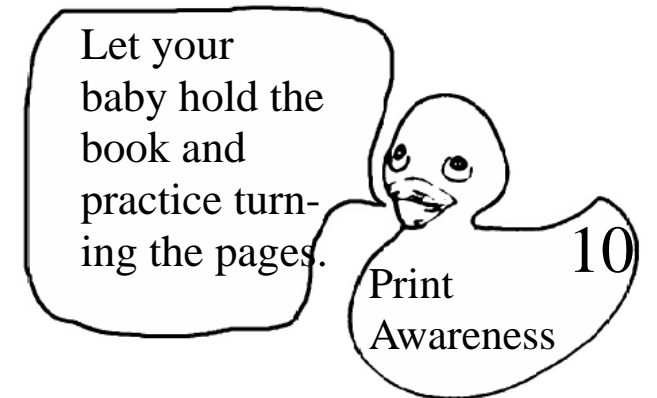 Let your
baby hold the
book and
practice turn-
ing the pages.
10
Print
Awareness